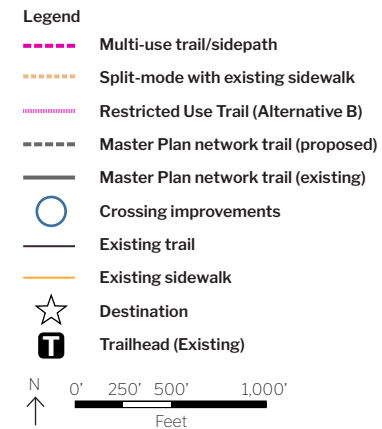 Legend
Multi-use trail/sidepath
Split-mode with existing sidewalk
Restricted Use Trail (Alternative B)
Master Plan network trail (proposed)
Master Plan network trail (existing)
Crossing improvements
Existing trail
Existing sidewalk
Destination
T Trailhead (Existing)
N 0' 250' 500' 1,000'
Feet